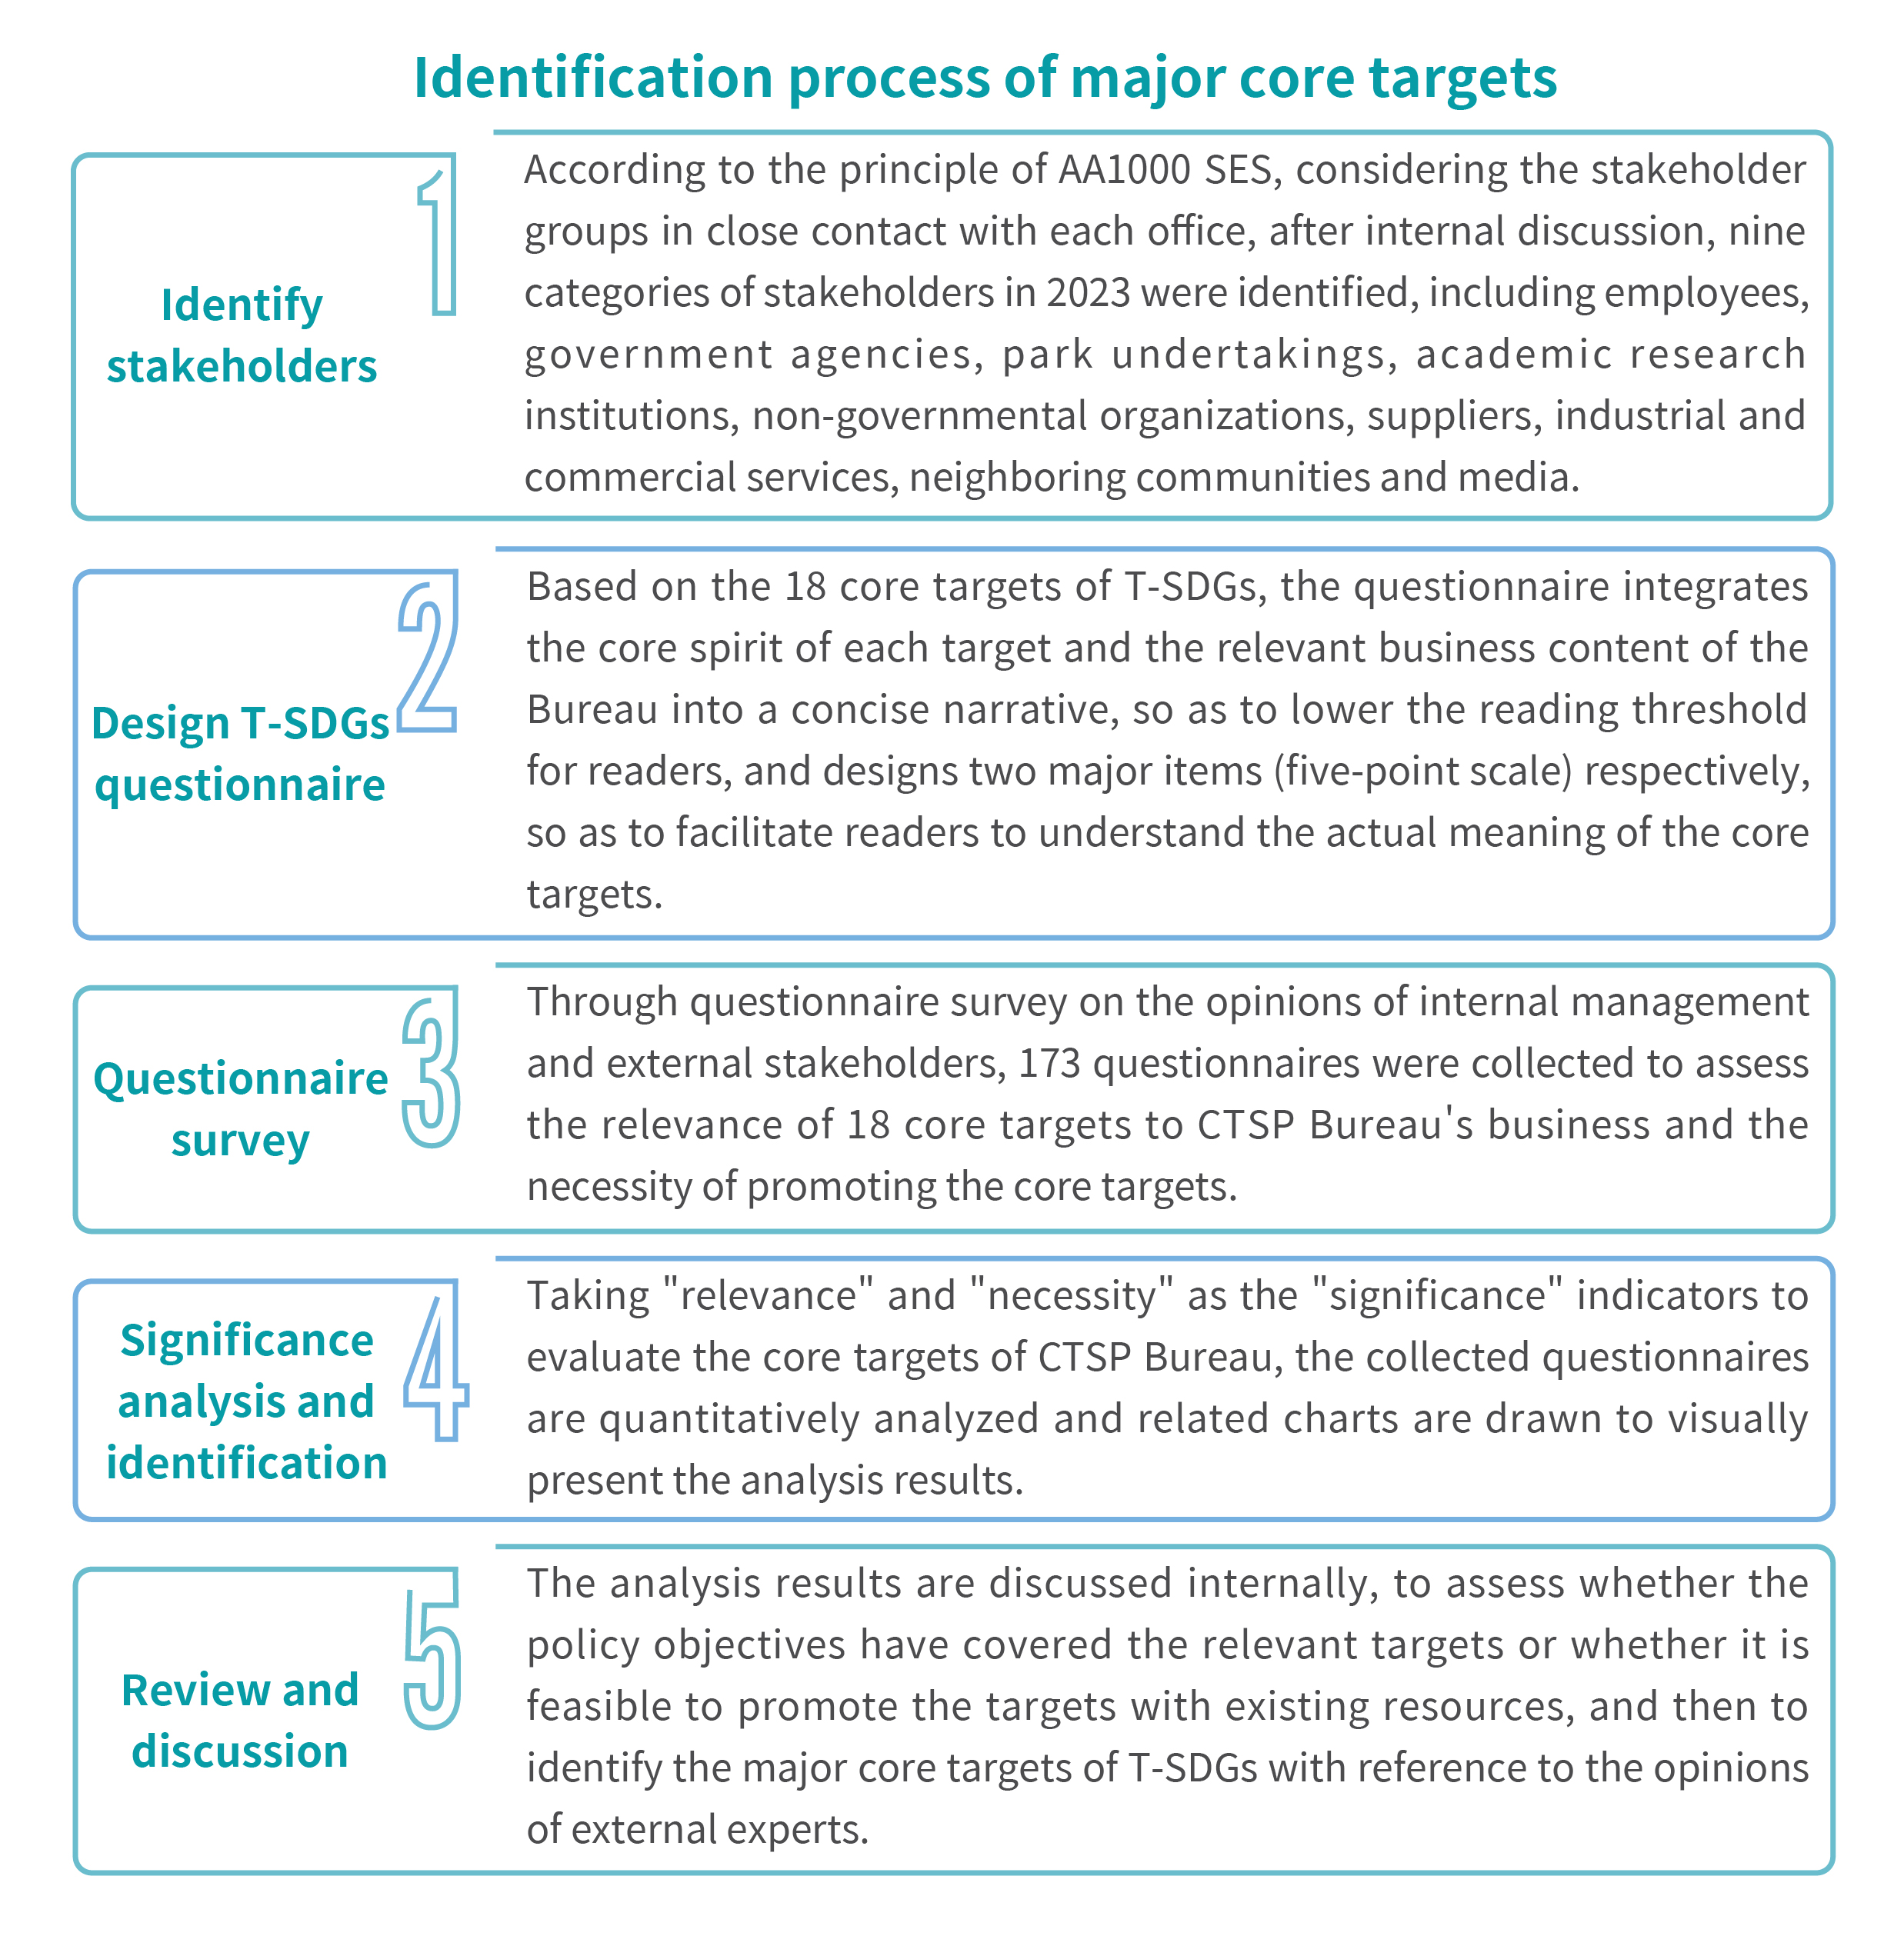 Identification process of major core targets
1
Identify
stakeholders
According to the principle of AA1000 SES, considering the stakeholder
groups in close contact with each office, after internal discussion, nine
categories of stakeholders in 2023 were identified, including employees,
government agencies, park undertakings, academic research
institutions, non-governmental organizations, suppliers, industrial and
commercial services, neighboring communities and media.
2
Design T-SDGs
questionnaire
Based on the 18 core targets of T-SDGs, the questionnaire integrates
the core spirit of each target and the relevant business content of the
Bureau into a concise narrative, so as to lower the reading threshold
for readers, and designs two major items (five-point scale) respectively,
so as to facilitate readers to understand the actual meaning of the core
targets.
3
Questionnaire
survey
Through questionnaire survey on the opinions of internal management
and external stakeholders, 173 questionnaires were collected to assess
the relevance of 18 core targets to CTSP Bureau's business and the
necessity of promoting the core targets.
4
Significance
analysis and
identification
Taking "relevance" and "necessity" as the "significance" indicators to
evaluate the core targets of CTSP Bureau, the collected questionnaires
are quantitatively analyzed and related charts are drawn to visually
present the analysis results.
5
Review and
discussion
The analysis results are discussed internally, to assess whether the
policy objectives have covered the relevant targets or whether it is
feasible to promote the targets with existing resources, and then to
identify the major core targets of T-SDGs with reference to the opinions
of external experts.